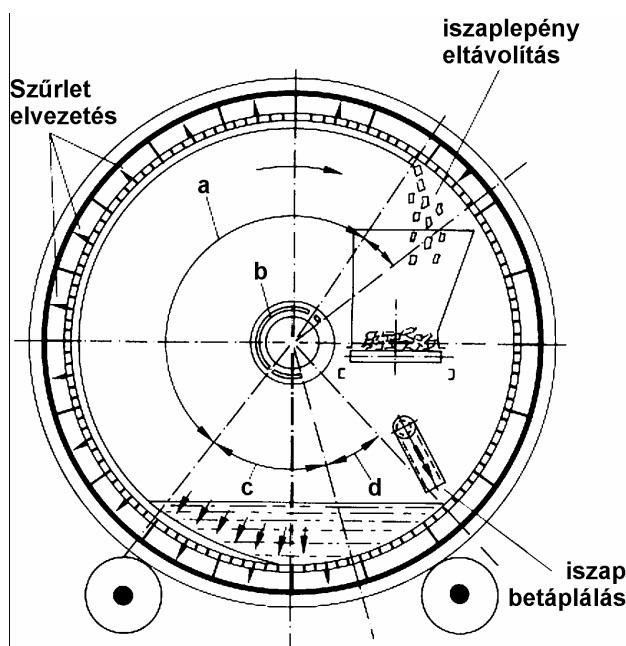 iszaplepény
eltávolítás
Szűrlet
elvezetés
a
b
c
d
iszap
betáplálás